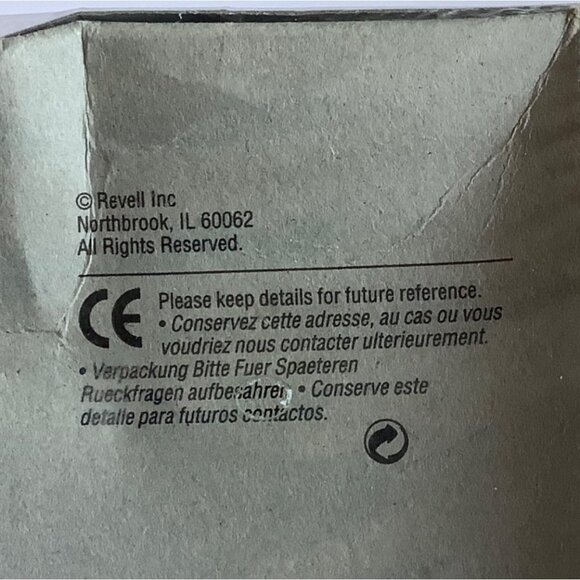 © Revell Inc
Northbrook, IL 60062
All Rights Reserved.
CE
Please keep details for future reference.
• Conservez cette adresse, au cas ou vous
voudriez nous contacter ulterieurement.
• Verpackung Bitte Fuer Spaeteren
Rueckfragen aufbewahren • Conserve este
detalle para futuros contactos.